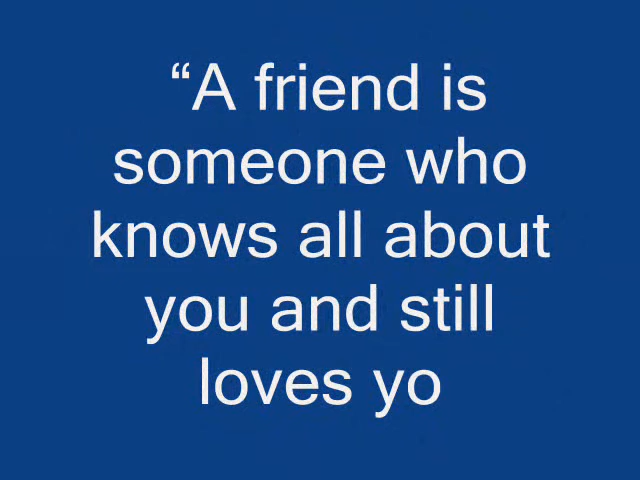 “A friend is
someone who
knows all about
you and still
loves yo